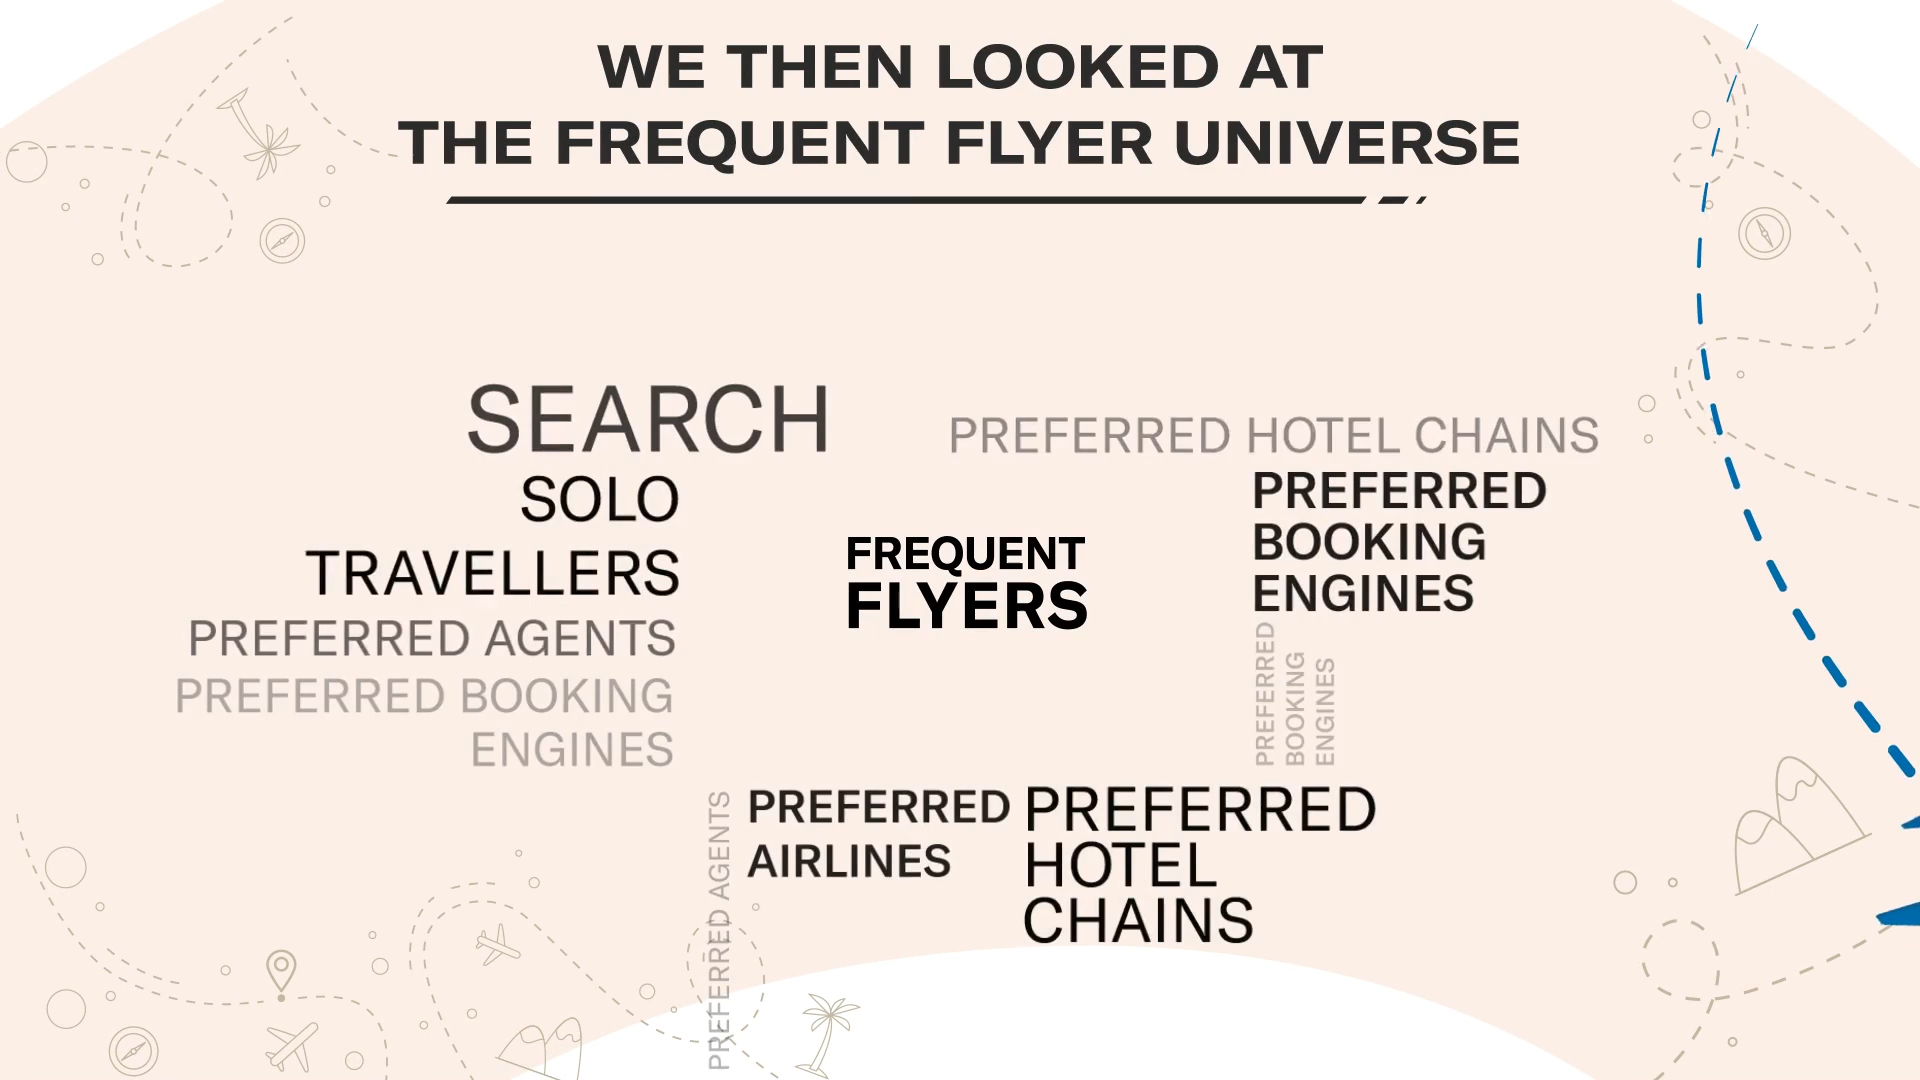 WE THEN LOOKED AT
THE FREQUENT FLYER UNIVERSE
SEARCH
SOLO
TRAVELLERS
PREFERRED AGENTS
PREFERRED BOOKING
ENGINES
FREQUENT
FLYERS
PREFERRED HOTEL CHAINS
PREFERRED
BOOKING
ENGINES
PREFERRED
BOOKING
ENGINES
PREFERRED AGENTS
PREFERRED
AIRLINES
PREFERRED
HOTEL
CHAINS